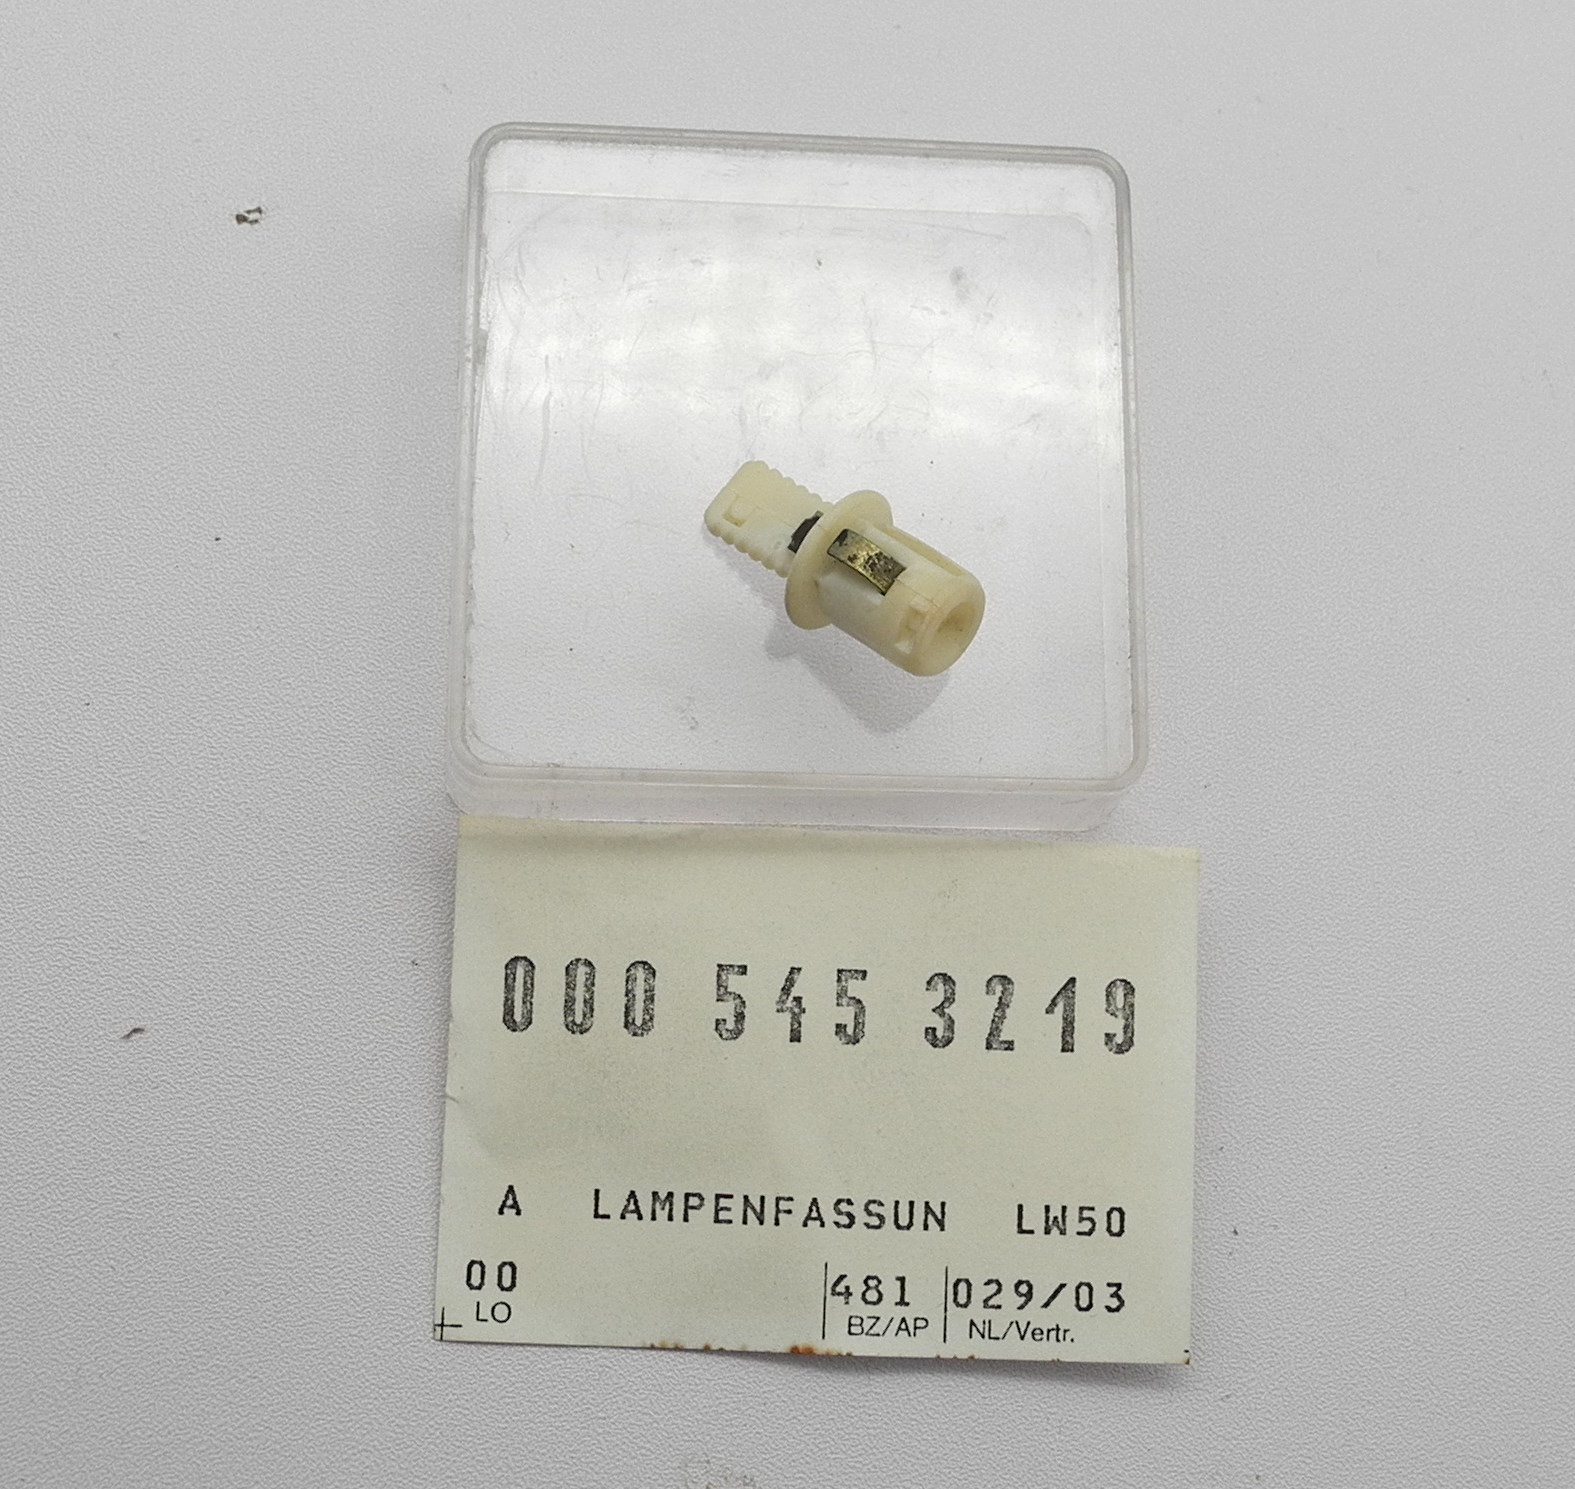 000 545 3219
A LAMPENFASSUN LW50
00 481 029/03
LO BZ/AP NL/Vertr.